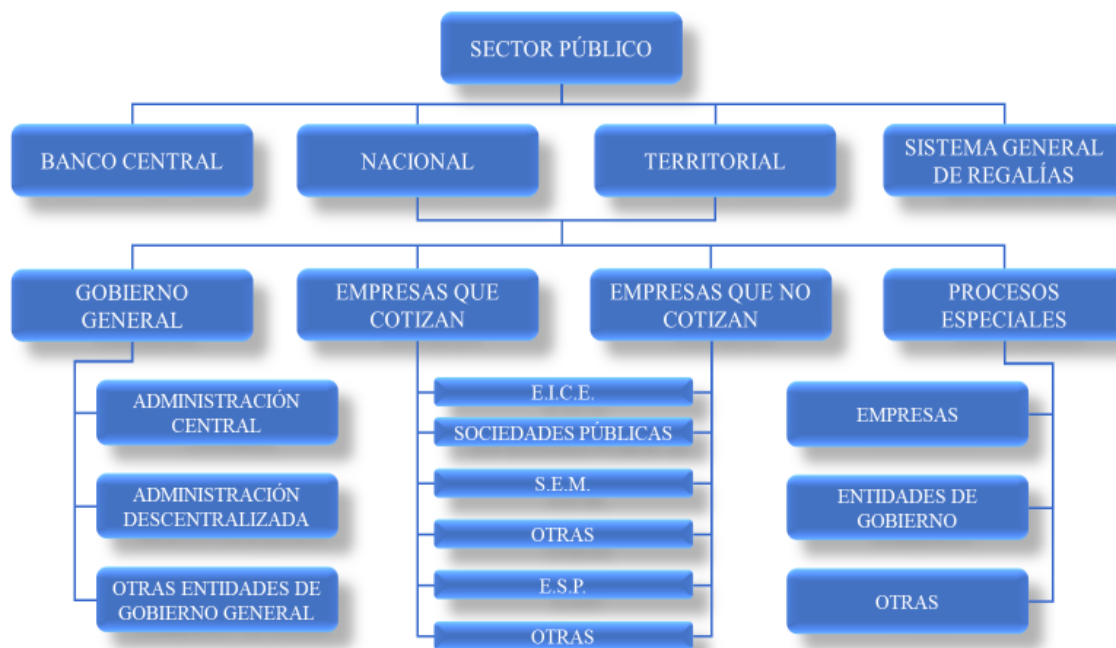 SECTOR PÚBLICO
BANCO CENTRAL
NACIONAL
TERRITORIAL
SISTEMA GENERAL
DE REGALÍAS
GOBIERNO
GENERAL
EMPRESAS QUE
COTIZAN
EMPRESAS QUE NO
COTIZAN
PROCESOS
ESPECIALES
ADMINISTRACIÓN
CENTRAL
ADMINISTRACIÓN
DESCENTRALIZADA
OTRAS ENTIDADES DE
GOBIERNO GENERAL
E.I.C.E.
SOCIEDADES PÚBLICAS
S.E.M.
OTRAS
E.S.P.
OTRAS
EMPRESAS
ENTIDADES DE
GOBIERNO
OTRAS